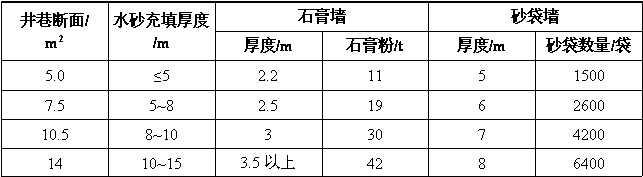 井巷断面/m² 水砂充填厚度/m 石膏墙 砂袋墙
厚度/m 石膏粉/t 厚度/m 砂袋数量/袋
5.0 ≤5 2.2 11 5 1500
7.5 5~8 2.5 19 6 2600
10.5 8~10 3 30 7 4200
14 10~15 3.5 以上 42 8 6400